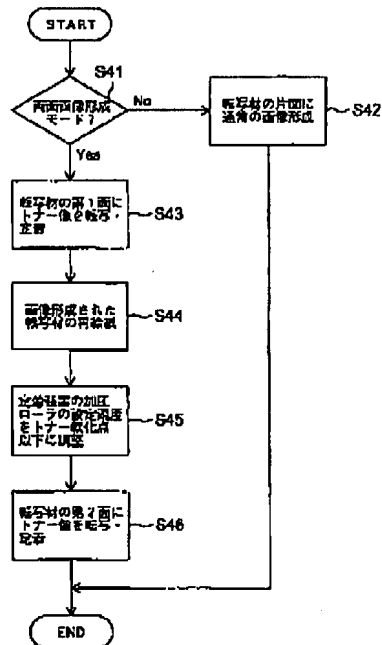 START
S41
両面画像形成
モード?
No
Yes
転写材の片面に
通常の画像形成
S42
転写材の第1面に
トナー像を転写・
定着
S43
画像形成された
転写材の再給紙
S44
定着装置の加圧
ローラの設定温度
をトナー軟化点
以下に調整
S45
転写材の第2面に
トナー像を転写・
定着
S46
END